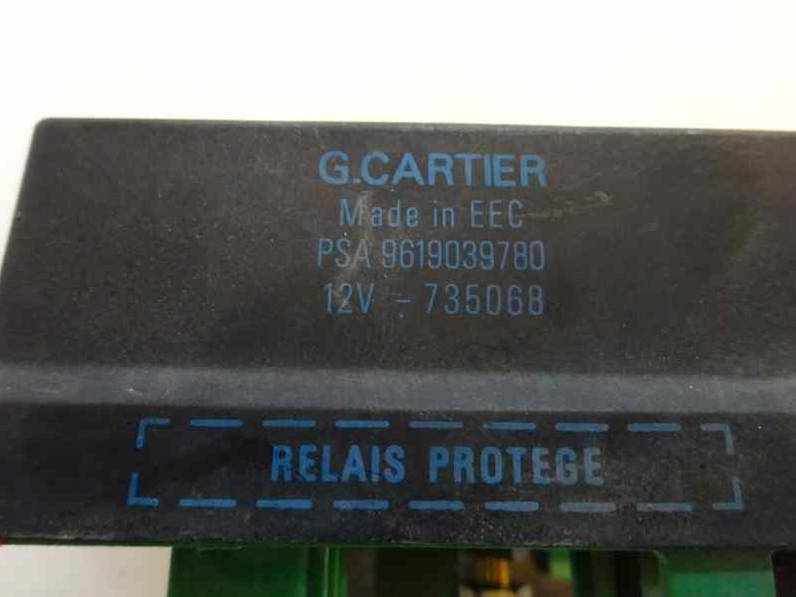 G.CARTIER
Made in EEC
PSA 9619039780
12V - 735068
RELAIS PROTEGE